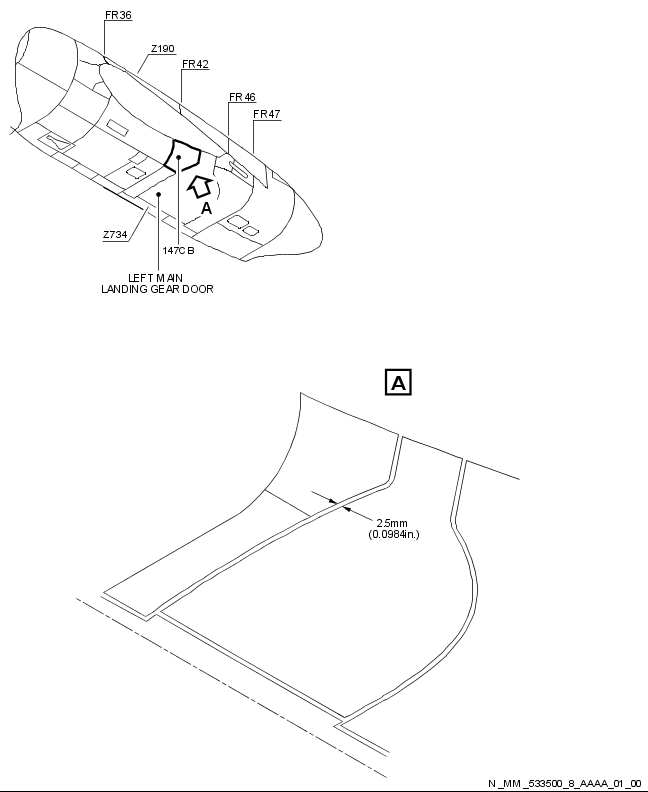 FR36
Z190
FR42
FR46
FR47
A
Z734
147CB
LEFT MAIN
LANDING GEAR DOOR
A
2.5mm
(0.0984in.)
N_MM_533500_8_AAAA_01_00